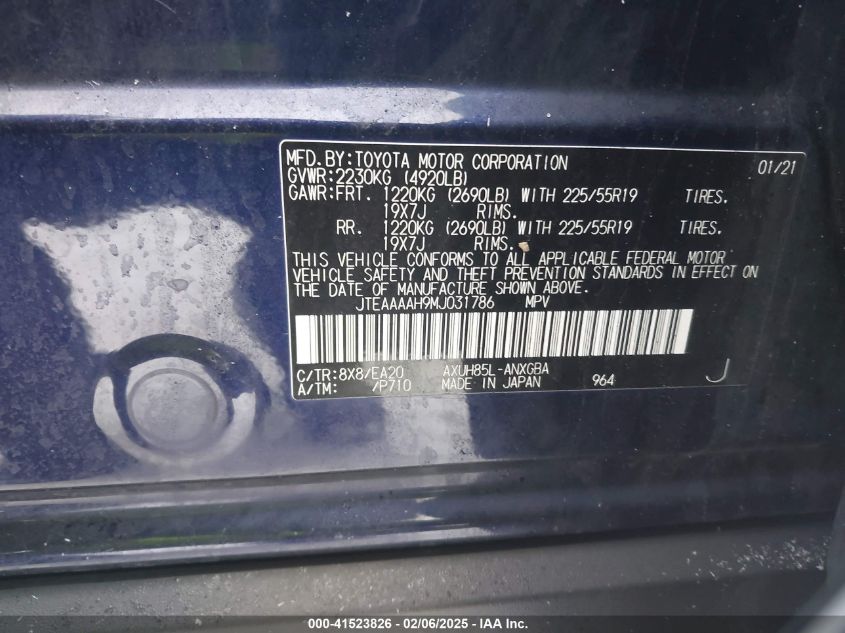 MFD.BY:TOYOTA MOTOR CORPORATION 01/21
GVWR:2230KG (4920LB)
GAWR:FRT. 1220KG (2690LB) WITH 225/55R19 TIRES.
19X7J RIMS.
RR. 1220KG (2690LB) WITH 225/55R19 TIRES.
19X7J RIMS.
THIS VEHICLE CONFORMS TO ALL APPLICABLE FEDERAL MOTOR
VEHICLE SAFETY AND THEFT PREVENTION STANDARDS IN EFFECT ON
THE DATE OF MANUFACTURE SHOWN ABOVE.
JTEAAAAH9MJ031786 MPV
C/TR:8X8/EA20 AXUH85L-ANXGBA
A/TM: /P710 MADE IN JAPAN 964 J
000-41523826 - 02/06/2025 - IAA Inc.